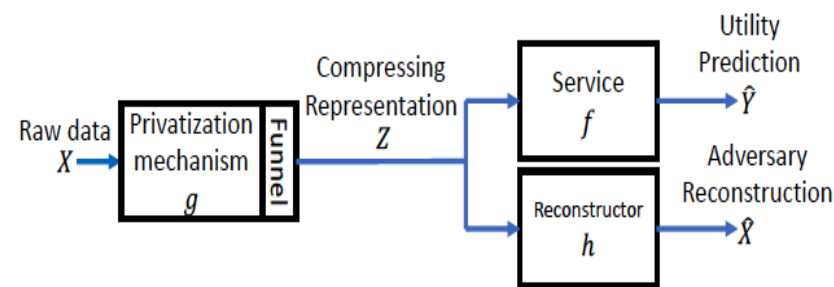 Raw data
X
Privatization
mechanism
g
Funnel
Compressing
Representation
Z
Service
f
Utility
Prediction
Ŷ
Reconstructor
h
Adversary
Reconstruction
X̂